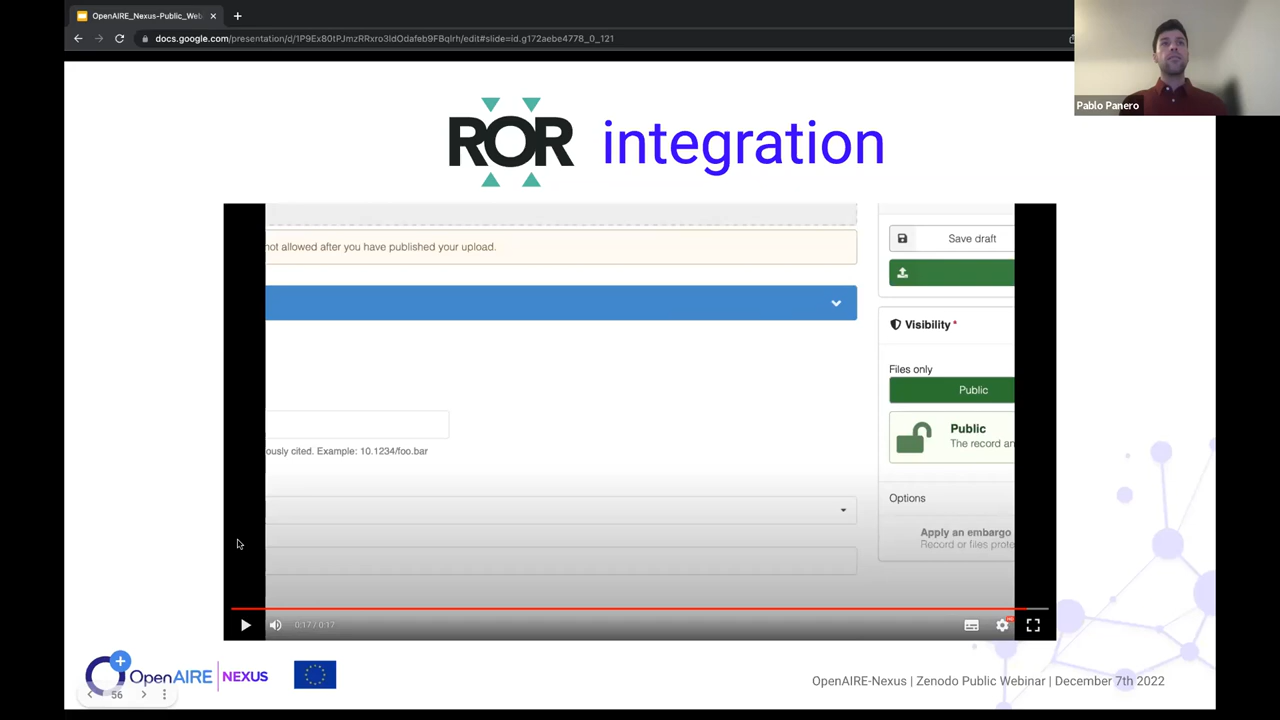 OpenAIRE_Nexus-Public_Web
docs.google.com/presentation/d/1P9Ex80tPJmzRRxro3IdOdafeb9FBqlrh/edit#slide=id.g172aebe4778_0_121
Pablo Panero
ROR integration
not allowed after you have published your upload.
Save draft
Visibility *
Files only
Public
Public
The record an
ously cited. Example: 10.1234/foo.bar
Options
Apply an embargo
Record or files prote
0:17 / 0:17
HD
OpenAIRE NEXUS
56
OpenAIRE-Nexus | Zenodo Public Webinar | December 7th 2022